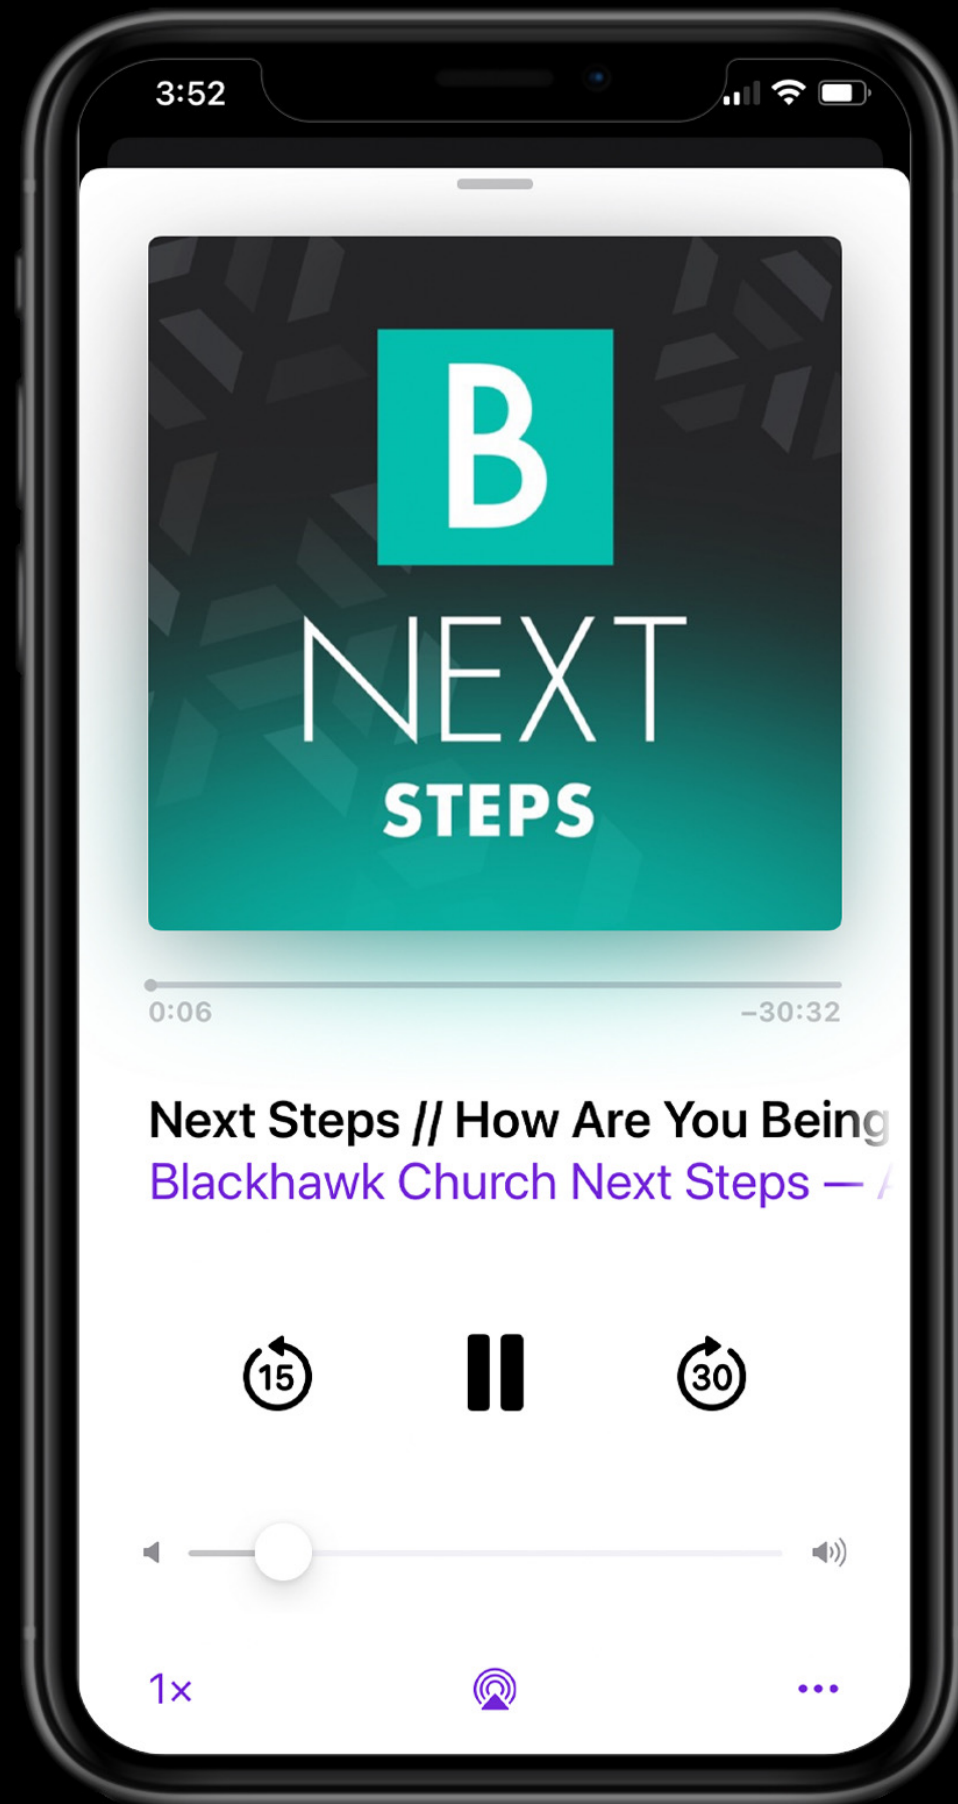 3:52
B
NEXT
STEPS
0:06 –30:32
Next Steps // How Are You Being
Blackhawk Church Next Steps —
15 30
1×